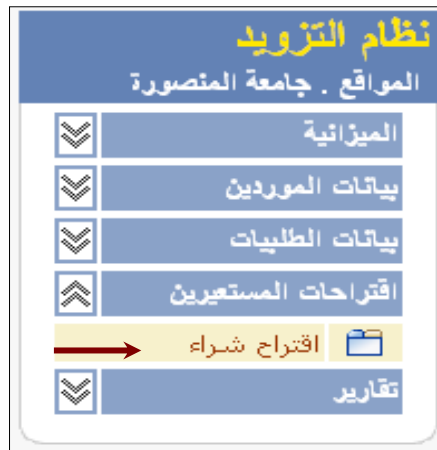 نظام التزويد
المواقع . جامعة المنصورة
الميزانية
بيانات الموردين
بيانات الطلبيات
اقتراحات المستعيرين
اقتراح شراء
تقارير